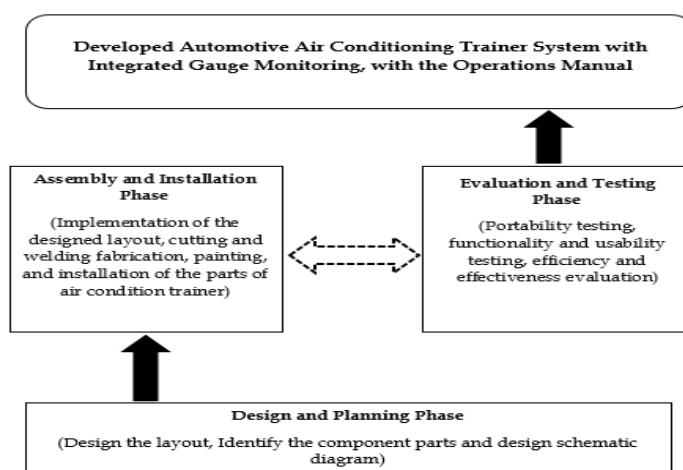 Developed Automotive Air Conditioning Trainer System with
Integrated Gauge Monitoring, with the Operations Manual
Assembly and Installation
Phase
(Implementation of the
designed layout, cutting and
welding fabrication, painting,
and installation of the parts of
air condition trainer)
Evaluation and Testing
Phase
(Portability testing,
functionality and usability
testing, efficiency and
effectiveness evaluation)
Design and Planning Phase
(Design the layout, Identify the component parts and design schematic
diagram)